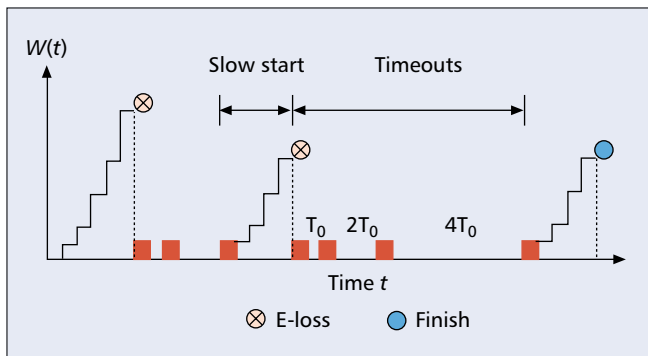 W(t)
Slow start
Timeouts
T₀
2T₀
4T₀
Time t
E-loss
Finish